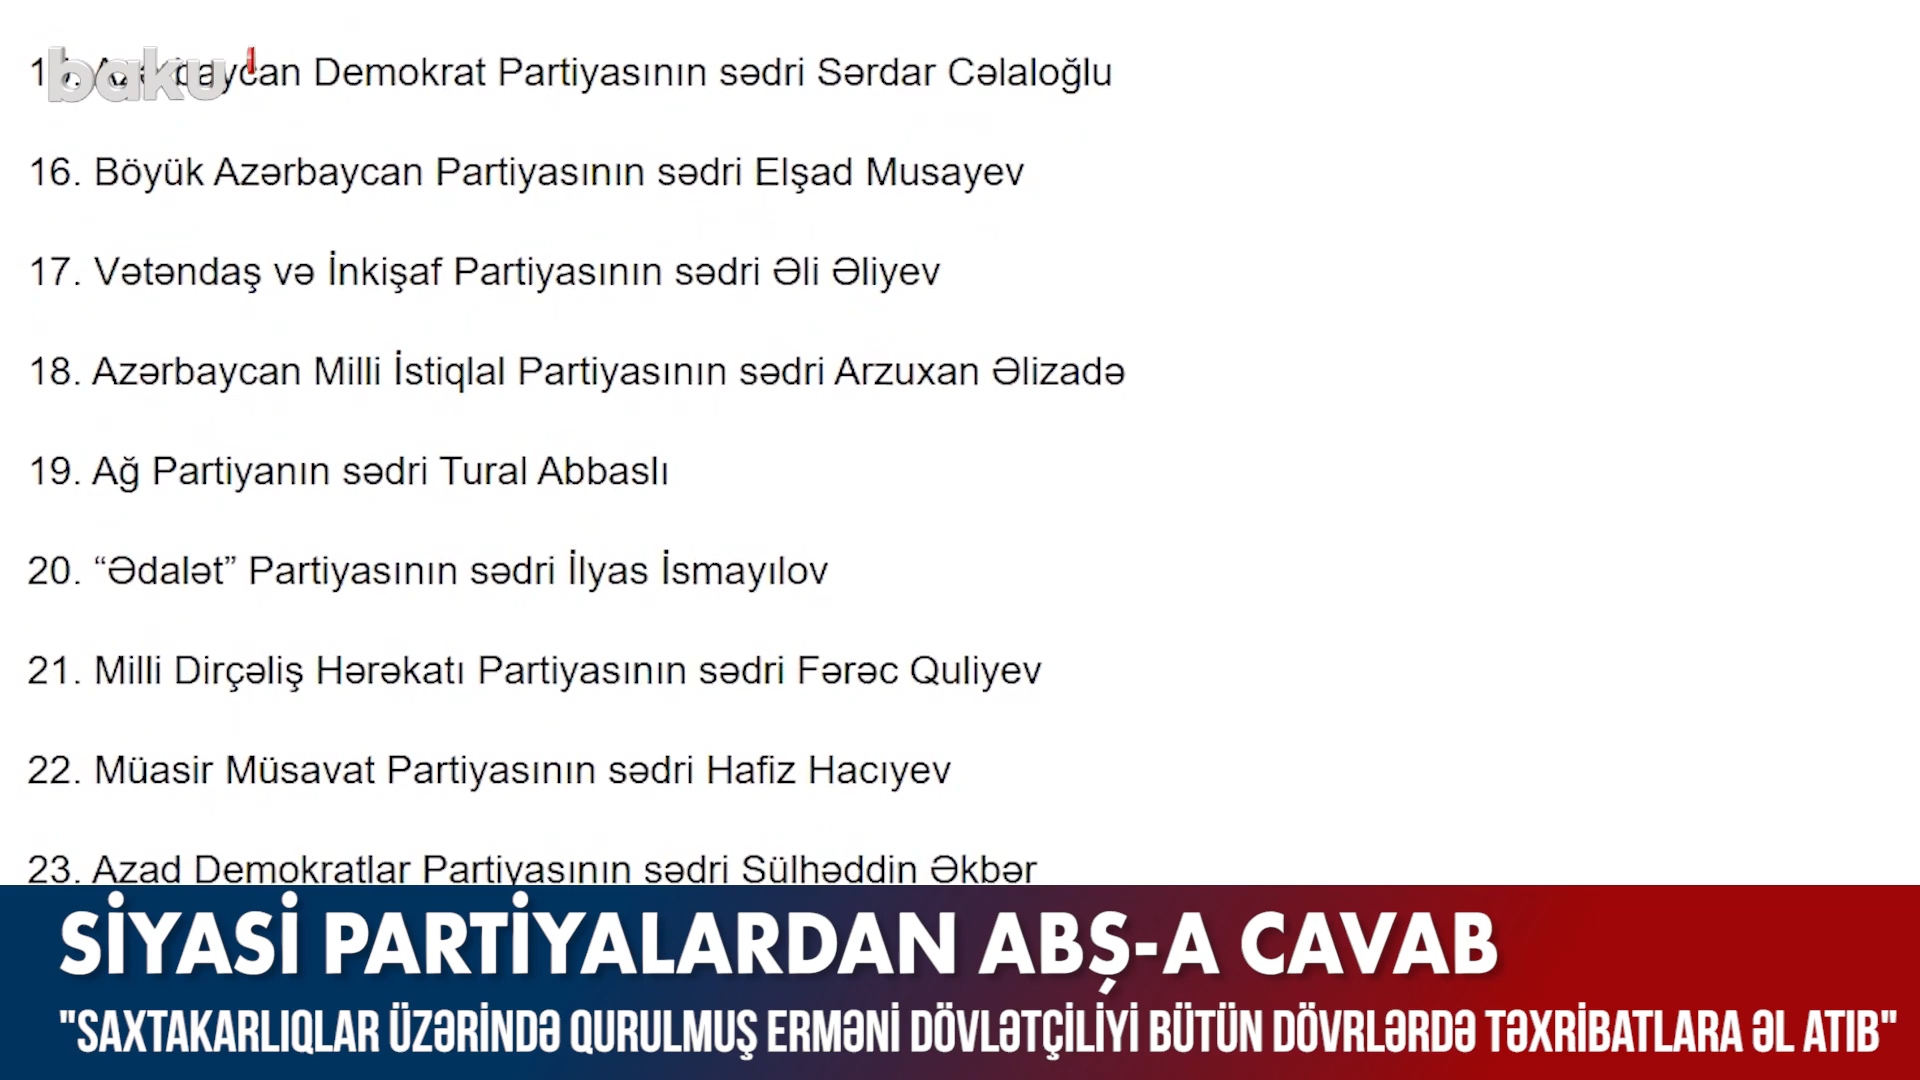 baku
15. Azərbaycan Demokrat Partiyasının sədri Sərdar Cəlaloğlu
16. Böyük Azərbaycan Partiyasının sədri Elşad Musayev
17. Vətəndaş və İnkişaf Partiyasının sədri Əli Əliyev
18. Azərbaycan Milli İstiqlal Partiyasının sədri Arzuxan Əlizadə
19. Ağ Partiyanın sədri Tural Abbaslı
20. “Ədalət” Partiyasının sədri İlyas İsmayılov
21. Milli Dirçəliş Hərəkatı Partiyasının sədri Fərəc Quliyev
22. Müasir Müsavat Partiyasının sədri Hafiz Hacıyev
23. Azad Demokratlar Partiyasının sədri Sülhəddin Əkbər
SİYASİ PARTİYALARDAN ABŞ-A CAVAB
"SAXTAKARLIQLAR ÜZƏRİNDƏ QURULMUŞ ERMƏNİ DÖVLƏTÇİLİYİ BÜTÜN DÖVRLƏRDƏ TƏXRİBATLARA ƏL ATIB"